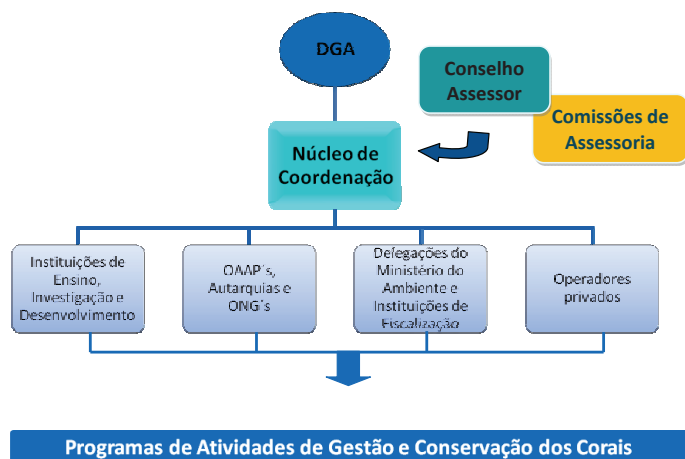 DGA
Conselho
Assessor
Comissões de
Assessoria
Núcleo de
Coordenação
Instituições de
Ensino,
Investigação e
Desenvolvimento
OAAP´s,
Autarquias e
ONG´s
Delegações do
Ministério do
Ambiente e
Instituições de
Fiscalização
Operadores
privados
Programas de Atividades de Gestão e Conservação dos Corais